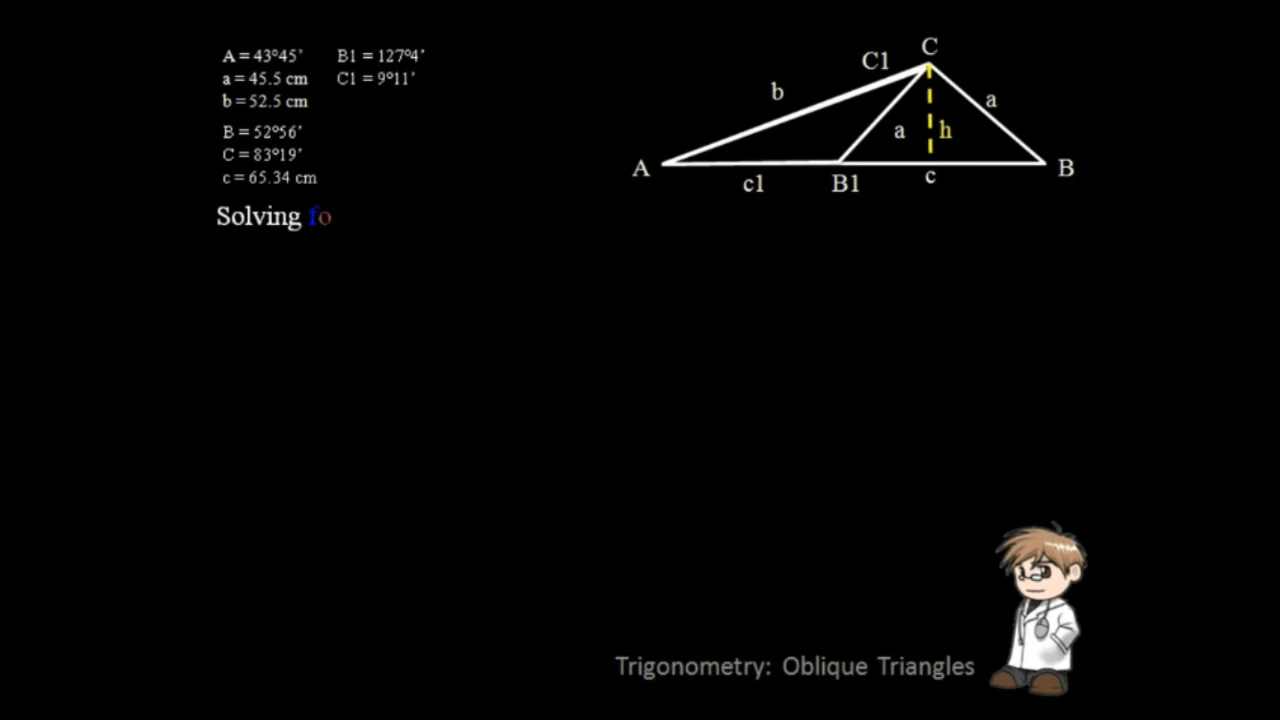 A = 43°45’ B1 = 127°4’
a = 45.5 cm C1 = 9°11’
b = 52.5 cm
B = 52°56’
C = 83°19’
c = 65.34 cm
Solving fo
C
C1
b
a
a
h
A
c1
B1
c
B
Trigonometry: Oblique Triangles